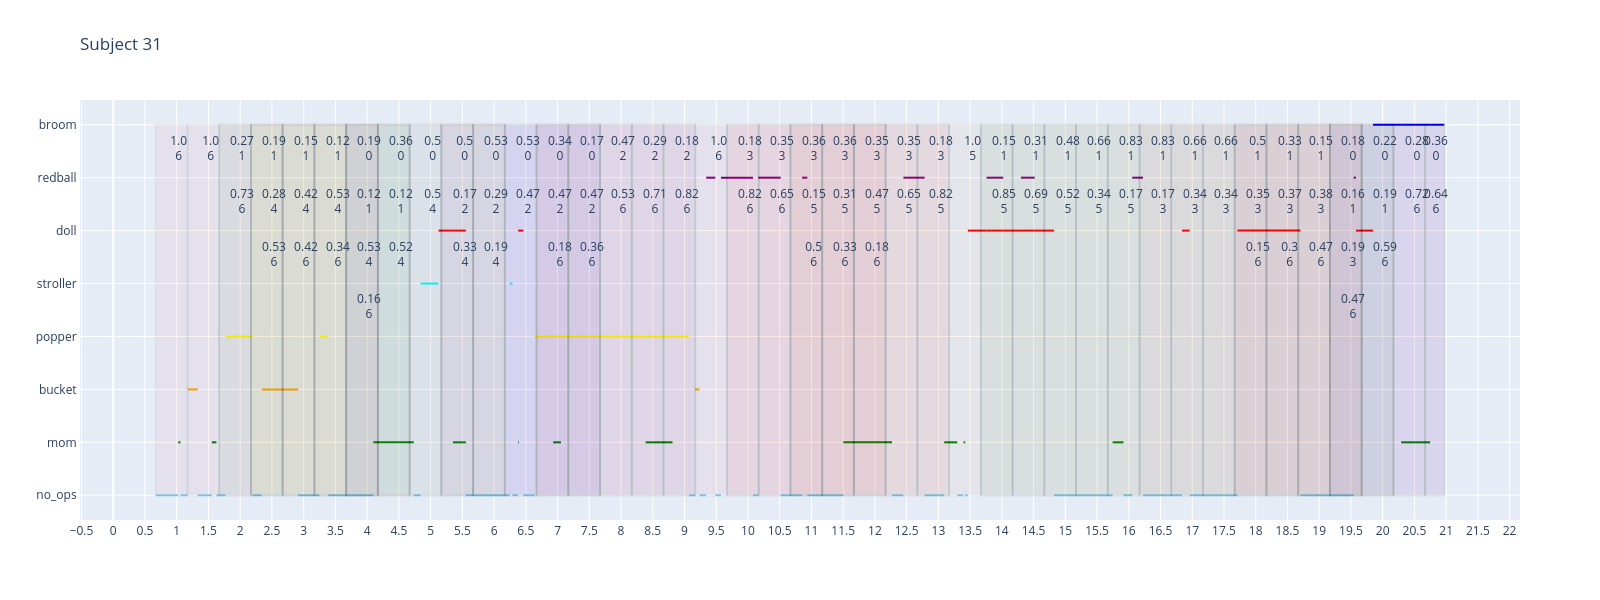 Subject 31
broom
1.0 1.0 0.27 0.19 0.15 0.12 0.19 0.36 0.5 0.5 0.53 0.53 0.34 0.17 0.47 0.29 0.18 1.0 0.18 0.35 0.36 0.36 0.35 0.35 0.18 1.0 0.15 0.31 0.48 0.66 0.83 0.83 0.66 0.66 0.5 0.33 0.15 0.18 0.22 0.28 0.36
6 6 1 1 1 1 0 0 0 0 0 0 0 0 2 2 2 6 3 3 3 3 3 3 3 5 1 1 1 1 1 1 1 1 1 1 1 0 0 0 0
redball
0.73 0.28 0.42 0.53 0.12 0.12 0.5 0.17 0.29 0.47 0.47 0.47 0.53 0.71 0.82 0.82 0.65 0.15 0.31 0.47 0.65 0.82 0.85 0.69 0.52 0.34 0.17 0.17 0.34 0.34 0.35 0.37 0.38 0.16 0.19 0.72 0.64
6 4 4 4 1 1 4 2 2 2 2 2 6 6 6 6 6 5 5 5 5 5 5 5 5 5 5 3 3 3 3 3 3 1 1 6 6
doll
0.53 0.42 0.34 0.53 0.52 0.33 0.19 0.18 0.36 0.5 0.33 0.18 0.15 0.3 0.47 0.19 0.59
6 6 6 4 4 4 4 6 6 6 6 6 6 6 6 3 6
stroller
0.16 0.47
6 6
popper
bucket
mom
no_ops
−0.5 0 0.5 1 1.5 2 2.5 3 3.5 4 4.5 5 5.5 6 6.5 7 7.5 8 8.5 9 9.5 10 10.5 11 11.5 12 12.5 13 13.5 14 14.5 15 15.5 16 16.5 17 17.5 18 18.5 19 19.5 20 20.5 21 21.5 22